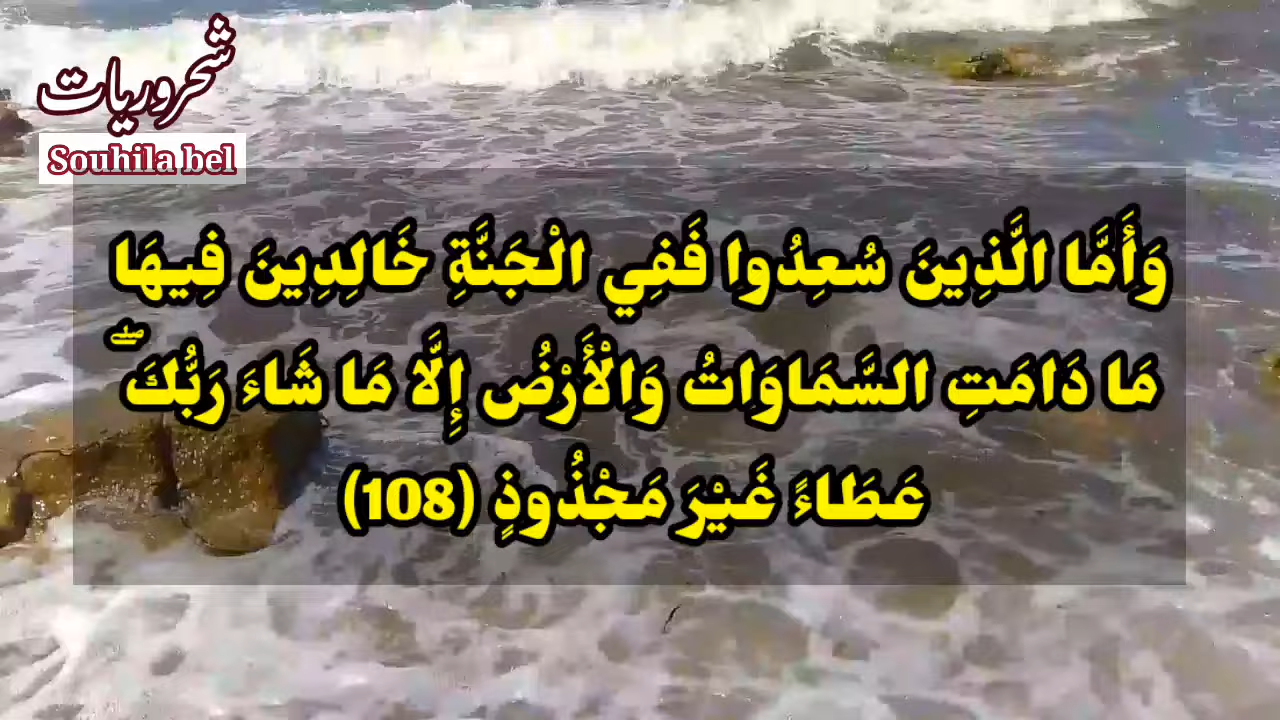 شحروريات
Souhila bel
وَأَمَّا الَّذِينَ سُعِدُوا فَفِي الْجَنَّةِ خَالِدِينَ فِيهَا
مَا دَامَتِ السَّمَاوَاتُ وَالْأَرْضُ إِلَّا مَا شَاءَ رَبُّكَ ۖ
عَطَاءً غَيْرَ مَجْذُوذٍ (108)